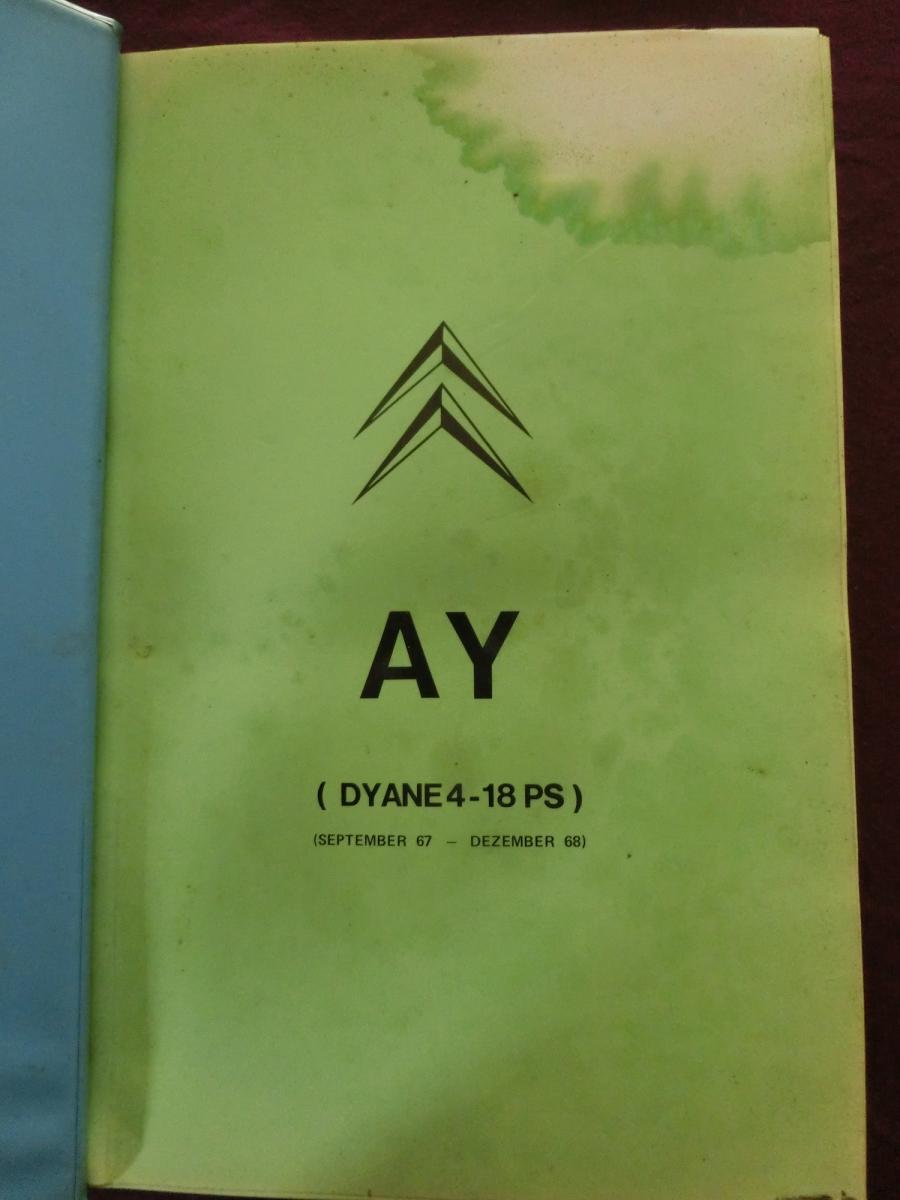 AY
( DYANE 4 - 18 PS )
(SEPTEMBER 67 – DEZEMBER 68)